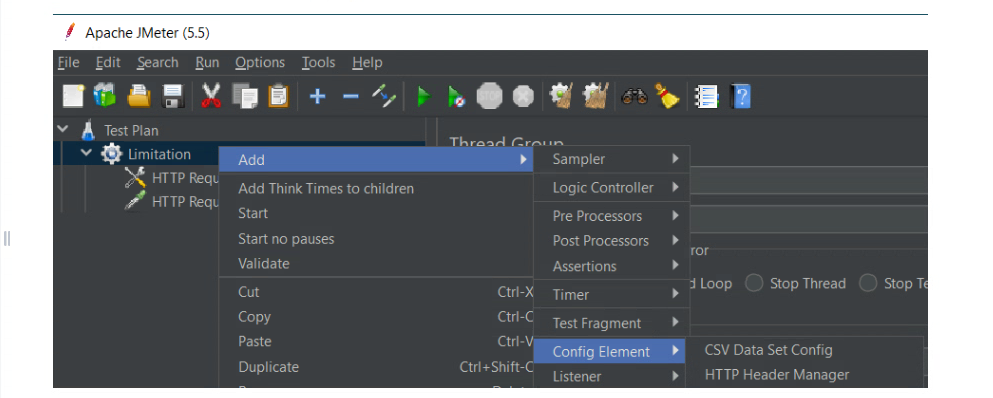 Apache JMeter (5.5)
File Edit Search Run Options Tools Help
Test Plan
Thread Group
Limitation
Add
Sampler
HTTP Requ
Add Think Times to children
Logic Controller
HTTP Requ
Start
Pre Processors
Start no pauses
Post Processors
ror
Validate
Assertions
d Loop Stop Thread Stop Te
Cut Ctrl-X
Timer
Copy Ctrl-C
Test Fragment
Paste Ctrl-V
Config Element
CSV Data Set Config
Duplicate Ctrl+Shift-C
Listener
HTTP Header Manager